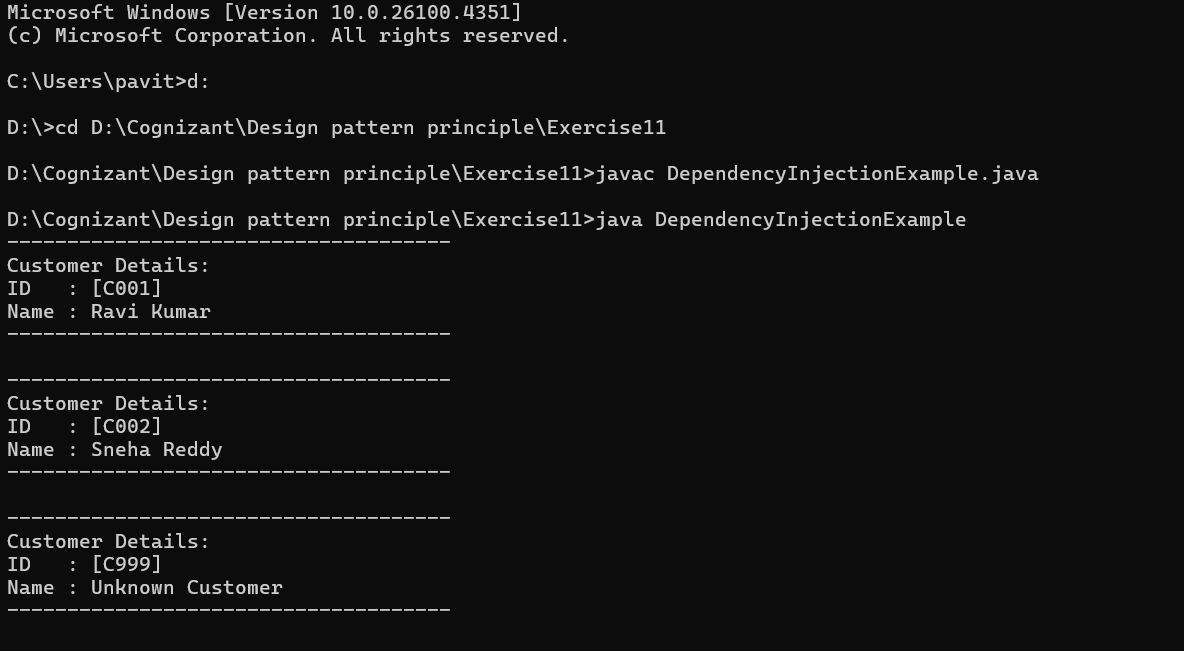 Microsoft Windows [Version 10.0.26100.4351]
(c) Microsoft Corporation. All rights reserved.
C:\Users\pavit>d:
D:\>cd D:\Cognizant\Design pattern principle\Exercise11
D:\Cognizant\Design pattern principle\Exercise11>javac DependencyInjectionExample.java
D:\Cognizant\Design pattern principle\Exercise11>java DependencyInjectionExample
-------------------------------------
Customer Details:
ID   : [C001]
Name : Ravi Kumar
-------------------------------------
-------------------------------------
Customer Details:
ID   : [C002]
Name : Sneha Reddy
-------------------------------------
-------------------------------------
Customer Details:
ID   : [C999]
Name : Unknown Customer
-------------------------------------